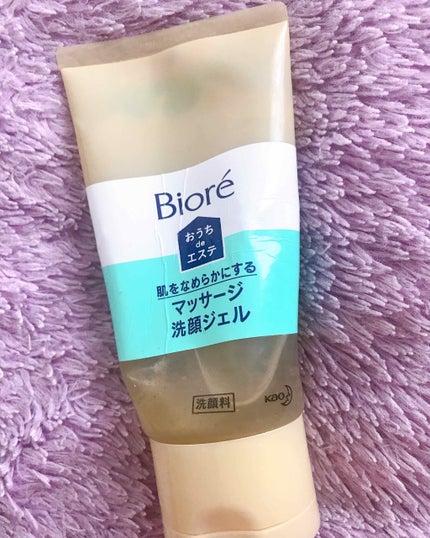 Bioré
おうち
de
エステ
肌をなめらかにする
マッサージ
洗顔ジェル
洗顔料
Kao